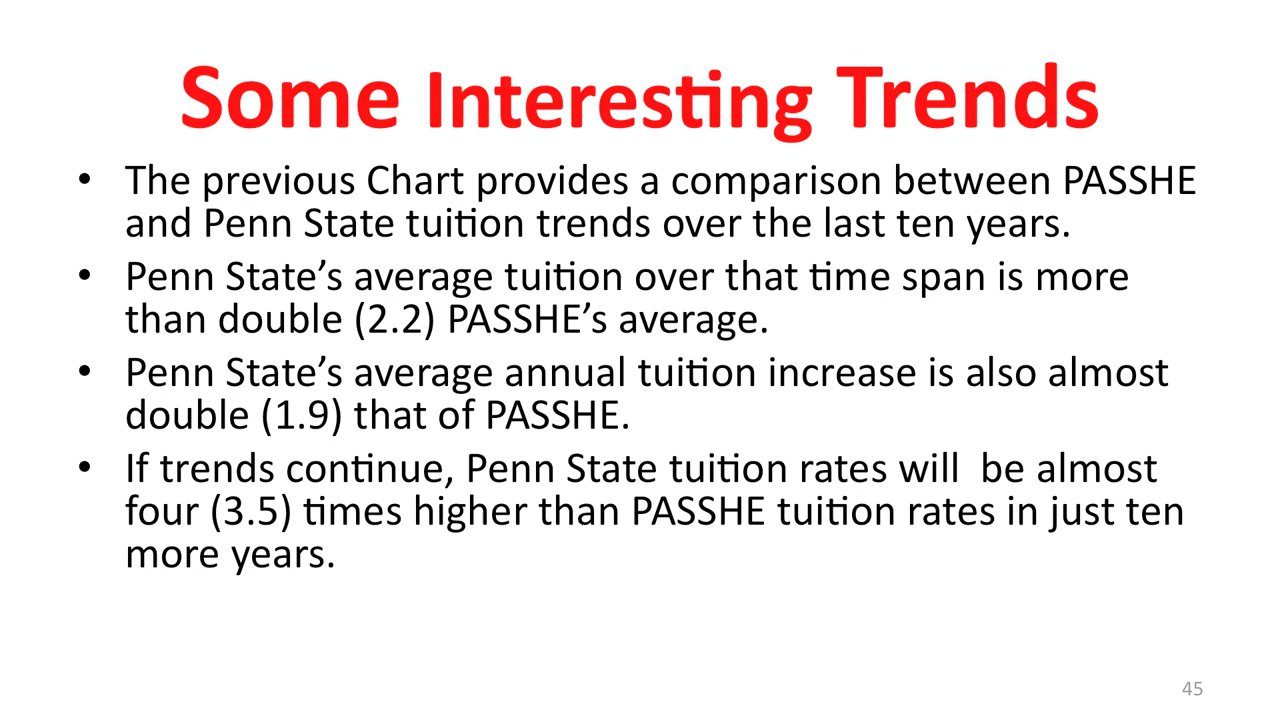 Some Interesting Trends
• The previous Chart provides a comparison between PASSHE
and Penn State tuition trends over the last ten years.
• Penn State’s average tuition over that time span is more
than double (2.2) PASSHE’s average.
• Penn State’s average annual tuition increase is also almost
double (1.9) that of PASSHE.
• If trends continue, Penn State tuition rates will  be almost
four (3.5) times higher than PASSHE tuition rates in just ten
more years.
45